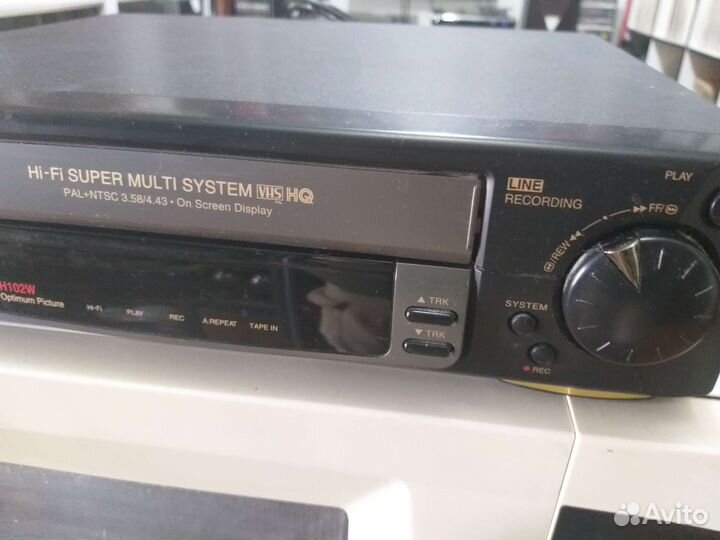 Hi-Fi SUPER MULTI SYSTEM VHS HQ
PAL+NTSC 3.58/4.43 • On Screen Display
LINE
RECORDING
PLAY
/REW ◀◀
▶▶ FF/
SYSTEM
● REC
▲ TRK
▼ TRK
H102W
Optimum Picture
Hi-Fi PLAY REC A.REPEAT TAPE IN
Avito